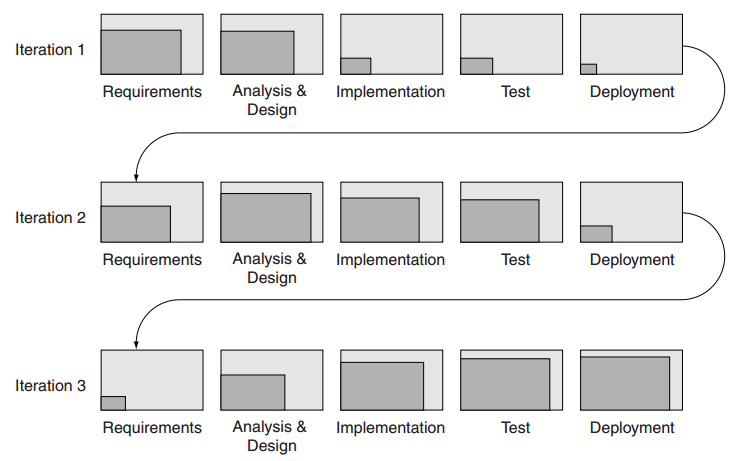 Iteration 1
Requirements
Analysis &
Design
Implementation
Test
Deployment
Iteration 2
Requirements
Analysis &
Design
Implementation
Test
Deployment
Iteration 3
Requirements
Analysis &
Design
Implementation
Test
Deployment